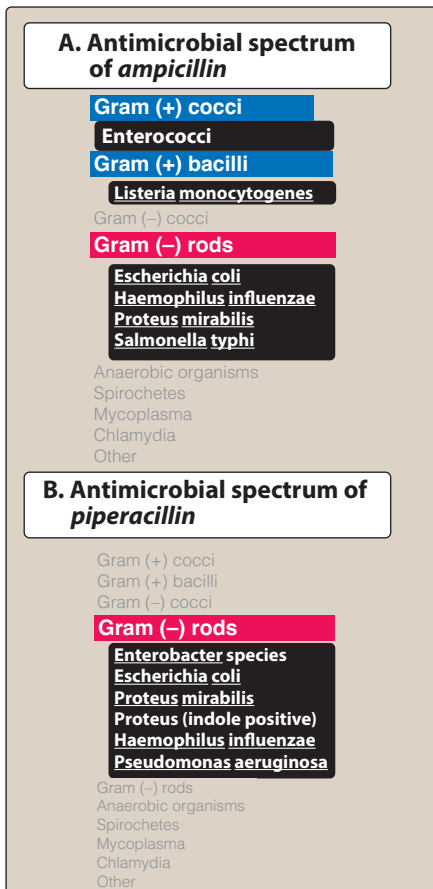 A. Antimicrobial spectrum
of ampicillin
Gram (+) cocci
Enterococci
Gram (+) bacilli
Listeria monocytogenes
Gram (–) cocci
Gram (–) rods
Escherichia coli
Haemophilus influenzae
Proteus mirabilis
Salmonella typhi
Anaerobic organisms
Spirochetes
Mycoplasma
Chlamydia
Other
B. Antimicrobial spectrum of
piperacillin
Gram (+) cocci
Gram (+) bacilli
Gram (–) cocci
Gram (–) rods
Enterobacter species
Escherichia coli
Proteus mirabilis
Proteus (indole positive)
Haemophilus influenzae
Pseudomonas aeruginosa
Gram (–) rods
Anaerobic organisms
Spirochetes
Mycoplasma
Chlamydia
Other